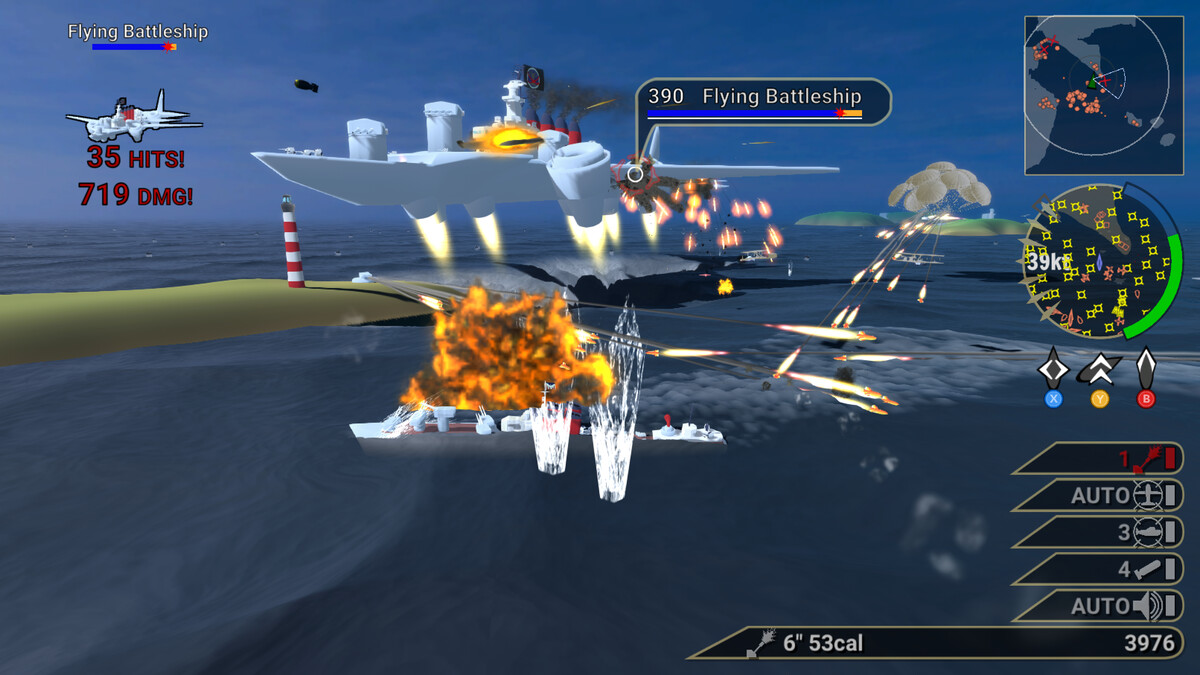 Flying Battleship
35 HITS!
719 DMG!
390 Flying Battleship
39kt
X Y B
1
AUTO
3
4
AUTO
6" 53cal 3976